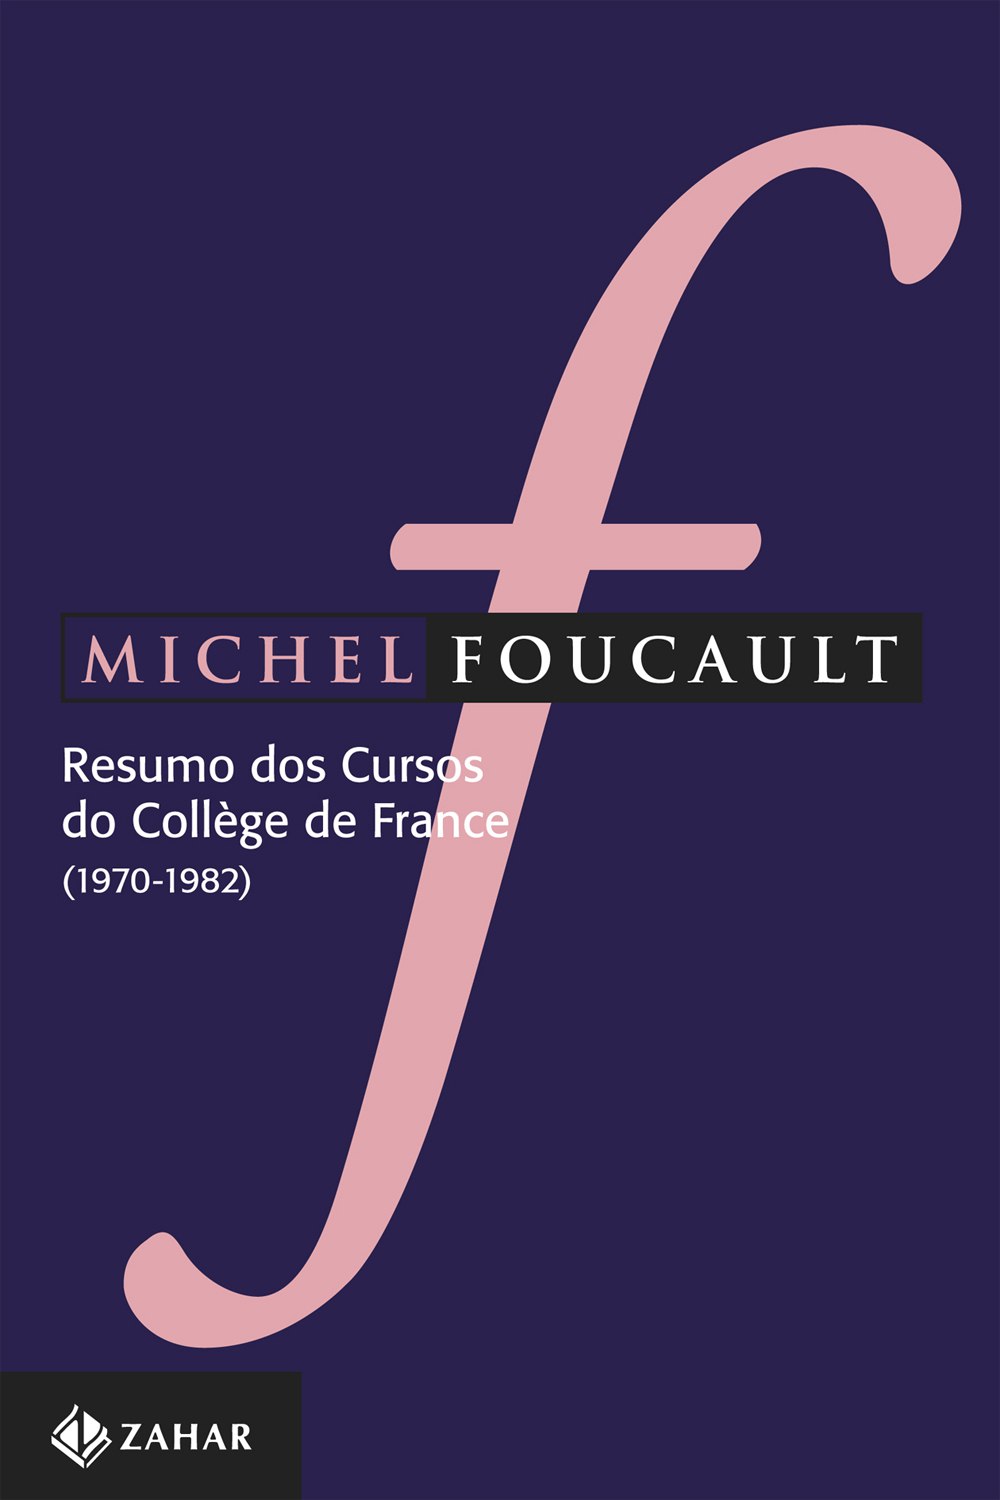 f
MICHEL FOUCAULT
Resumo dos Cursos
do Collège de France
(1970-1982)
ZAHAR